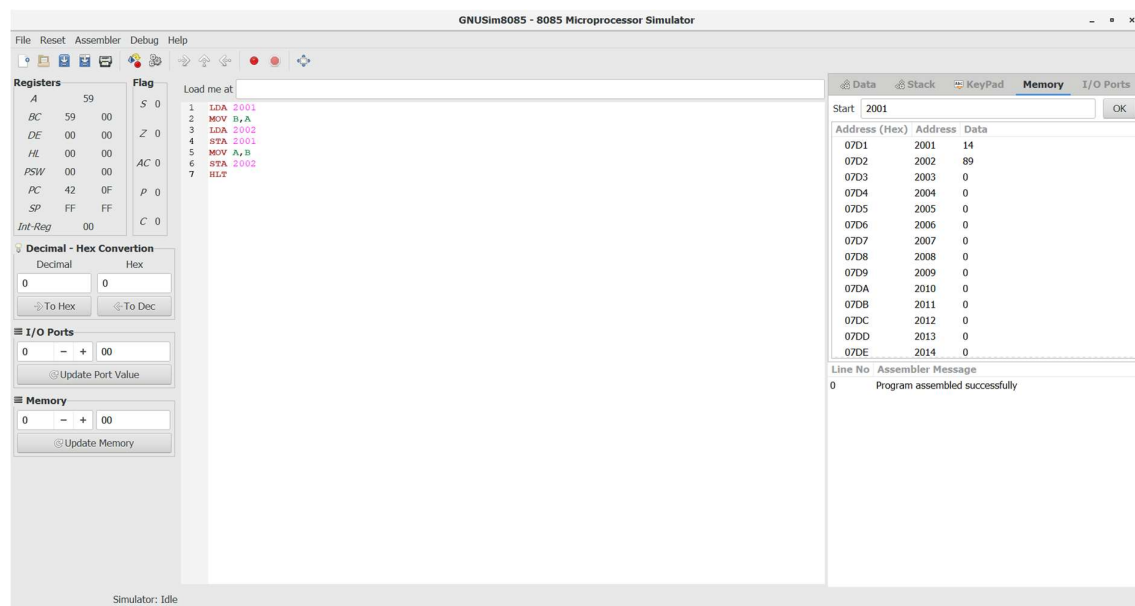 GNUSim8085 - 8085 Microprocessor Simulator
File Reset Assembler Debug Help
Registers
A 59
BC 59 00
DE 00 00
HL 00 00
PSW 00 00
PC 42 0F
SP FF FF
Int-Reg 00
Flag
S 0
Z 0
AC 0
P 0
C 0
Decimal - Hex Convertion
Decimal Hex
0 0
To Hex To Dec
I/O Ports
0 − + 00
Update Port Value
Memory
0 − + 00
Update Memory
Load me at
1 LDA 2001
2 MOV B,A
3 LDA 2002
4 STA 2001
5 MOV A,B
6 STA 2002
7 HLT
Data Stack KeyPad Memory I/O Ports
Start 2001 OK
Address (Hex) Address Data
07D1 2001 14
07D2 2002 89
07D3 2003 0
07D4 2004 0
07D5 2005 0
07D6 2006 0
07D7 2007 0
07D8 2008 0
07D9 2009 0
07DA 2010 0
07DB 2011 0
07DC 2012 0
07DD 2013 0
07DE 2014 0
Line No Assembler Message
0 Program assembled successfully
Simulator: Idle